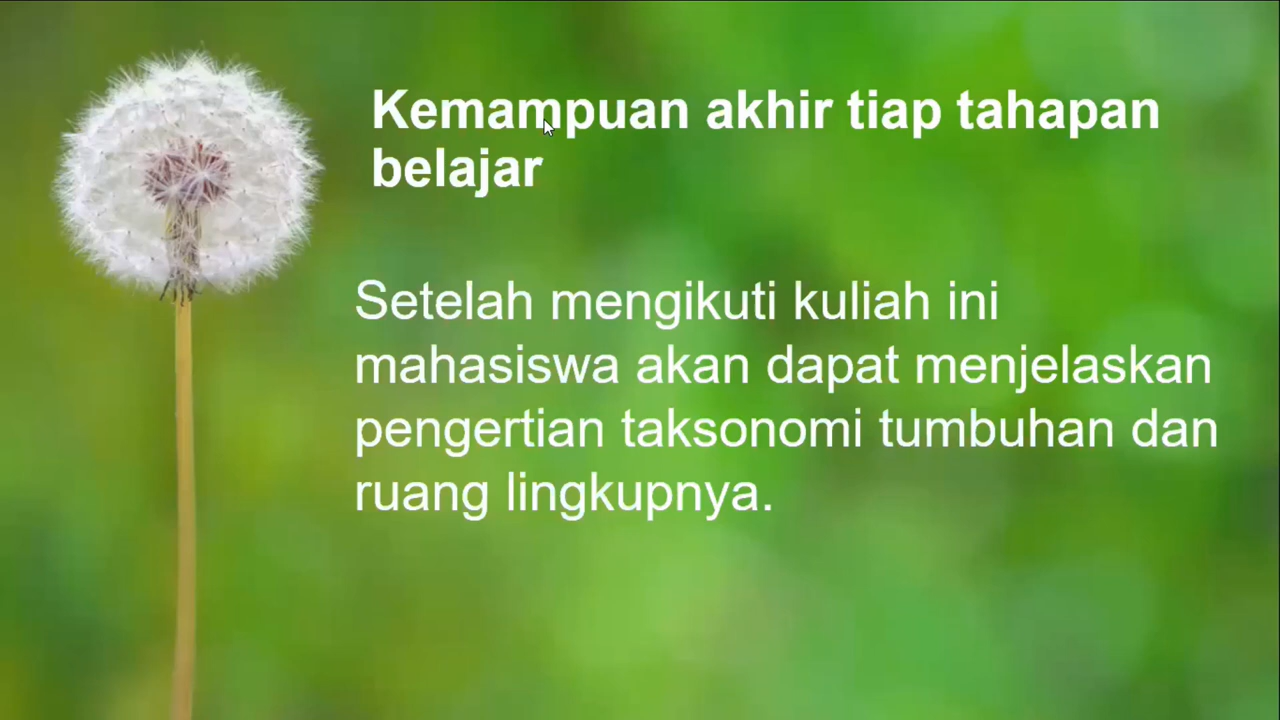 Kemampuan akhir tiap tahapan
belajar
Setelah mengikuti kuliah ini
mahasiswa akan dapat menjelaskan
pengertian taksonomi tumbuhan dan
ruang lingkupnya.